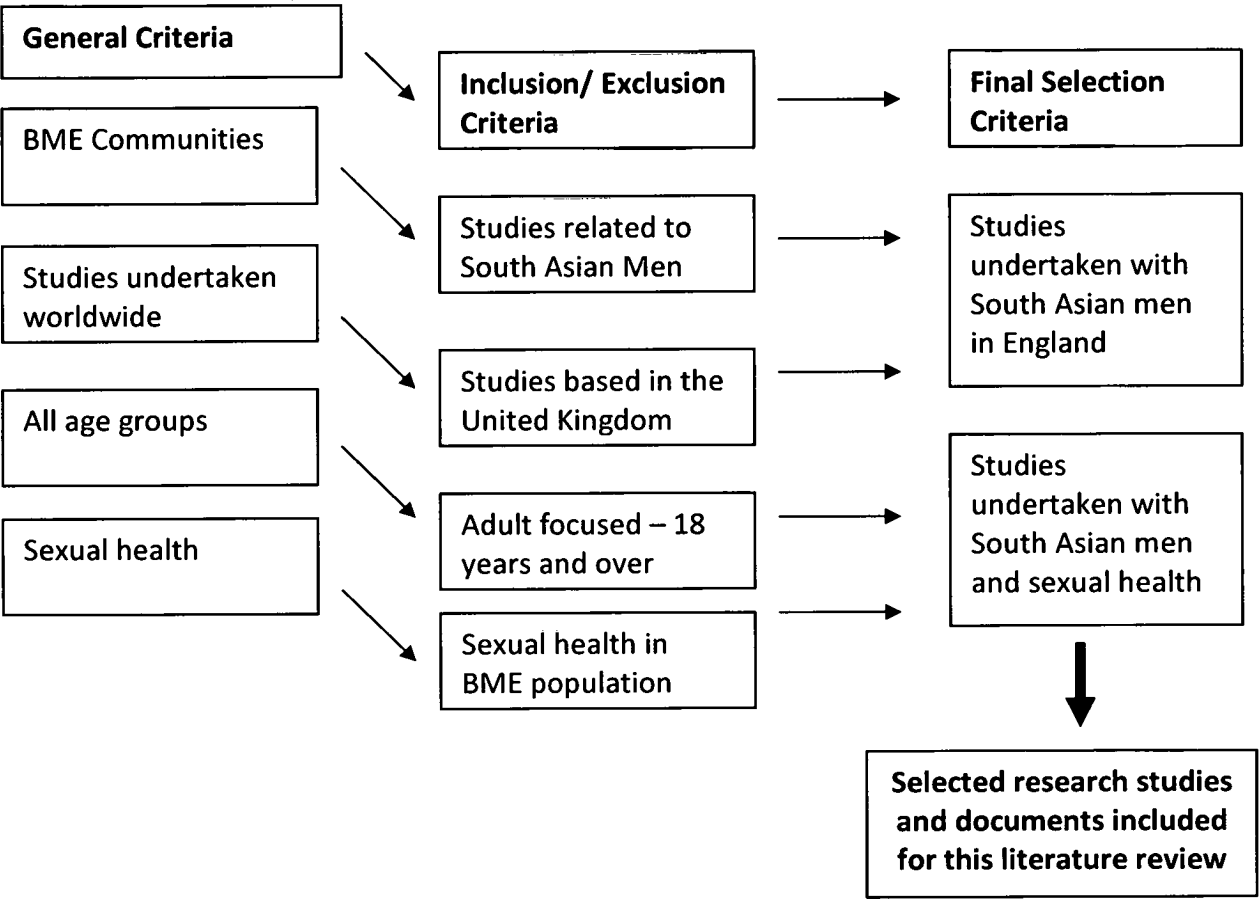 General Criteria
BME Communities
Studies undertaken
worldwide
All age groups
Sexual health
Inclusion/ Exclusion
Criteria
Studies related to
South Asian Men
Studies based in the
United Kingdom
Adult focused – 18
years and over
Sexual health in
BME population
Final Selection
Criteria
Studies
undertaken with
South Asian men
in England
Studies
undertaken with
South Asian men
and sexual health
Selected research studies
and documents included
for this literature review